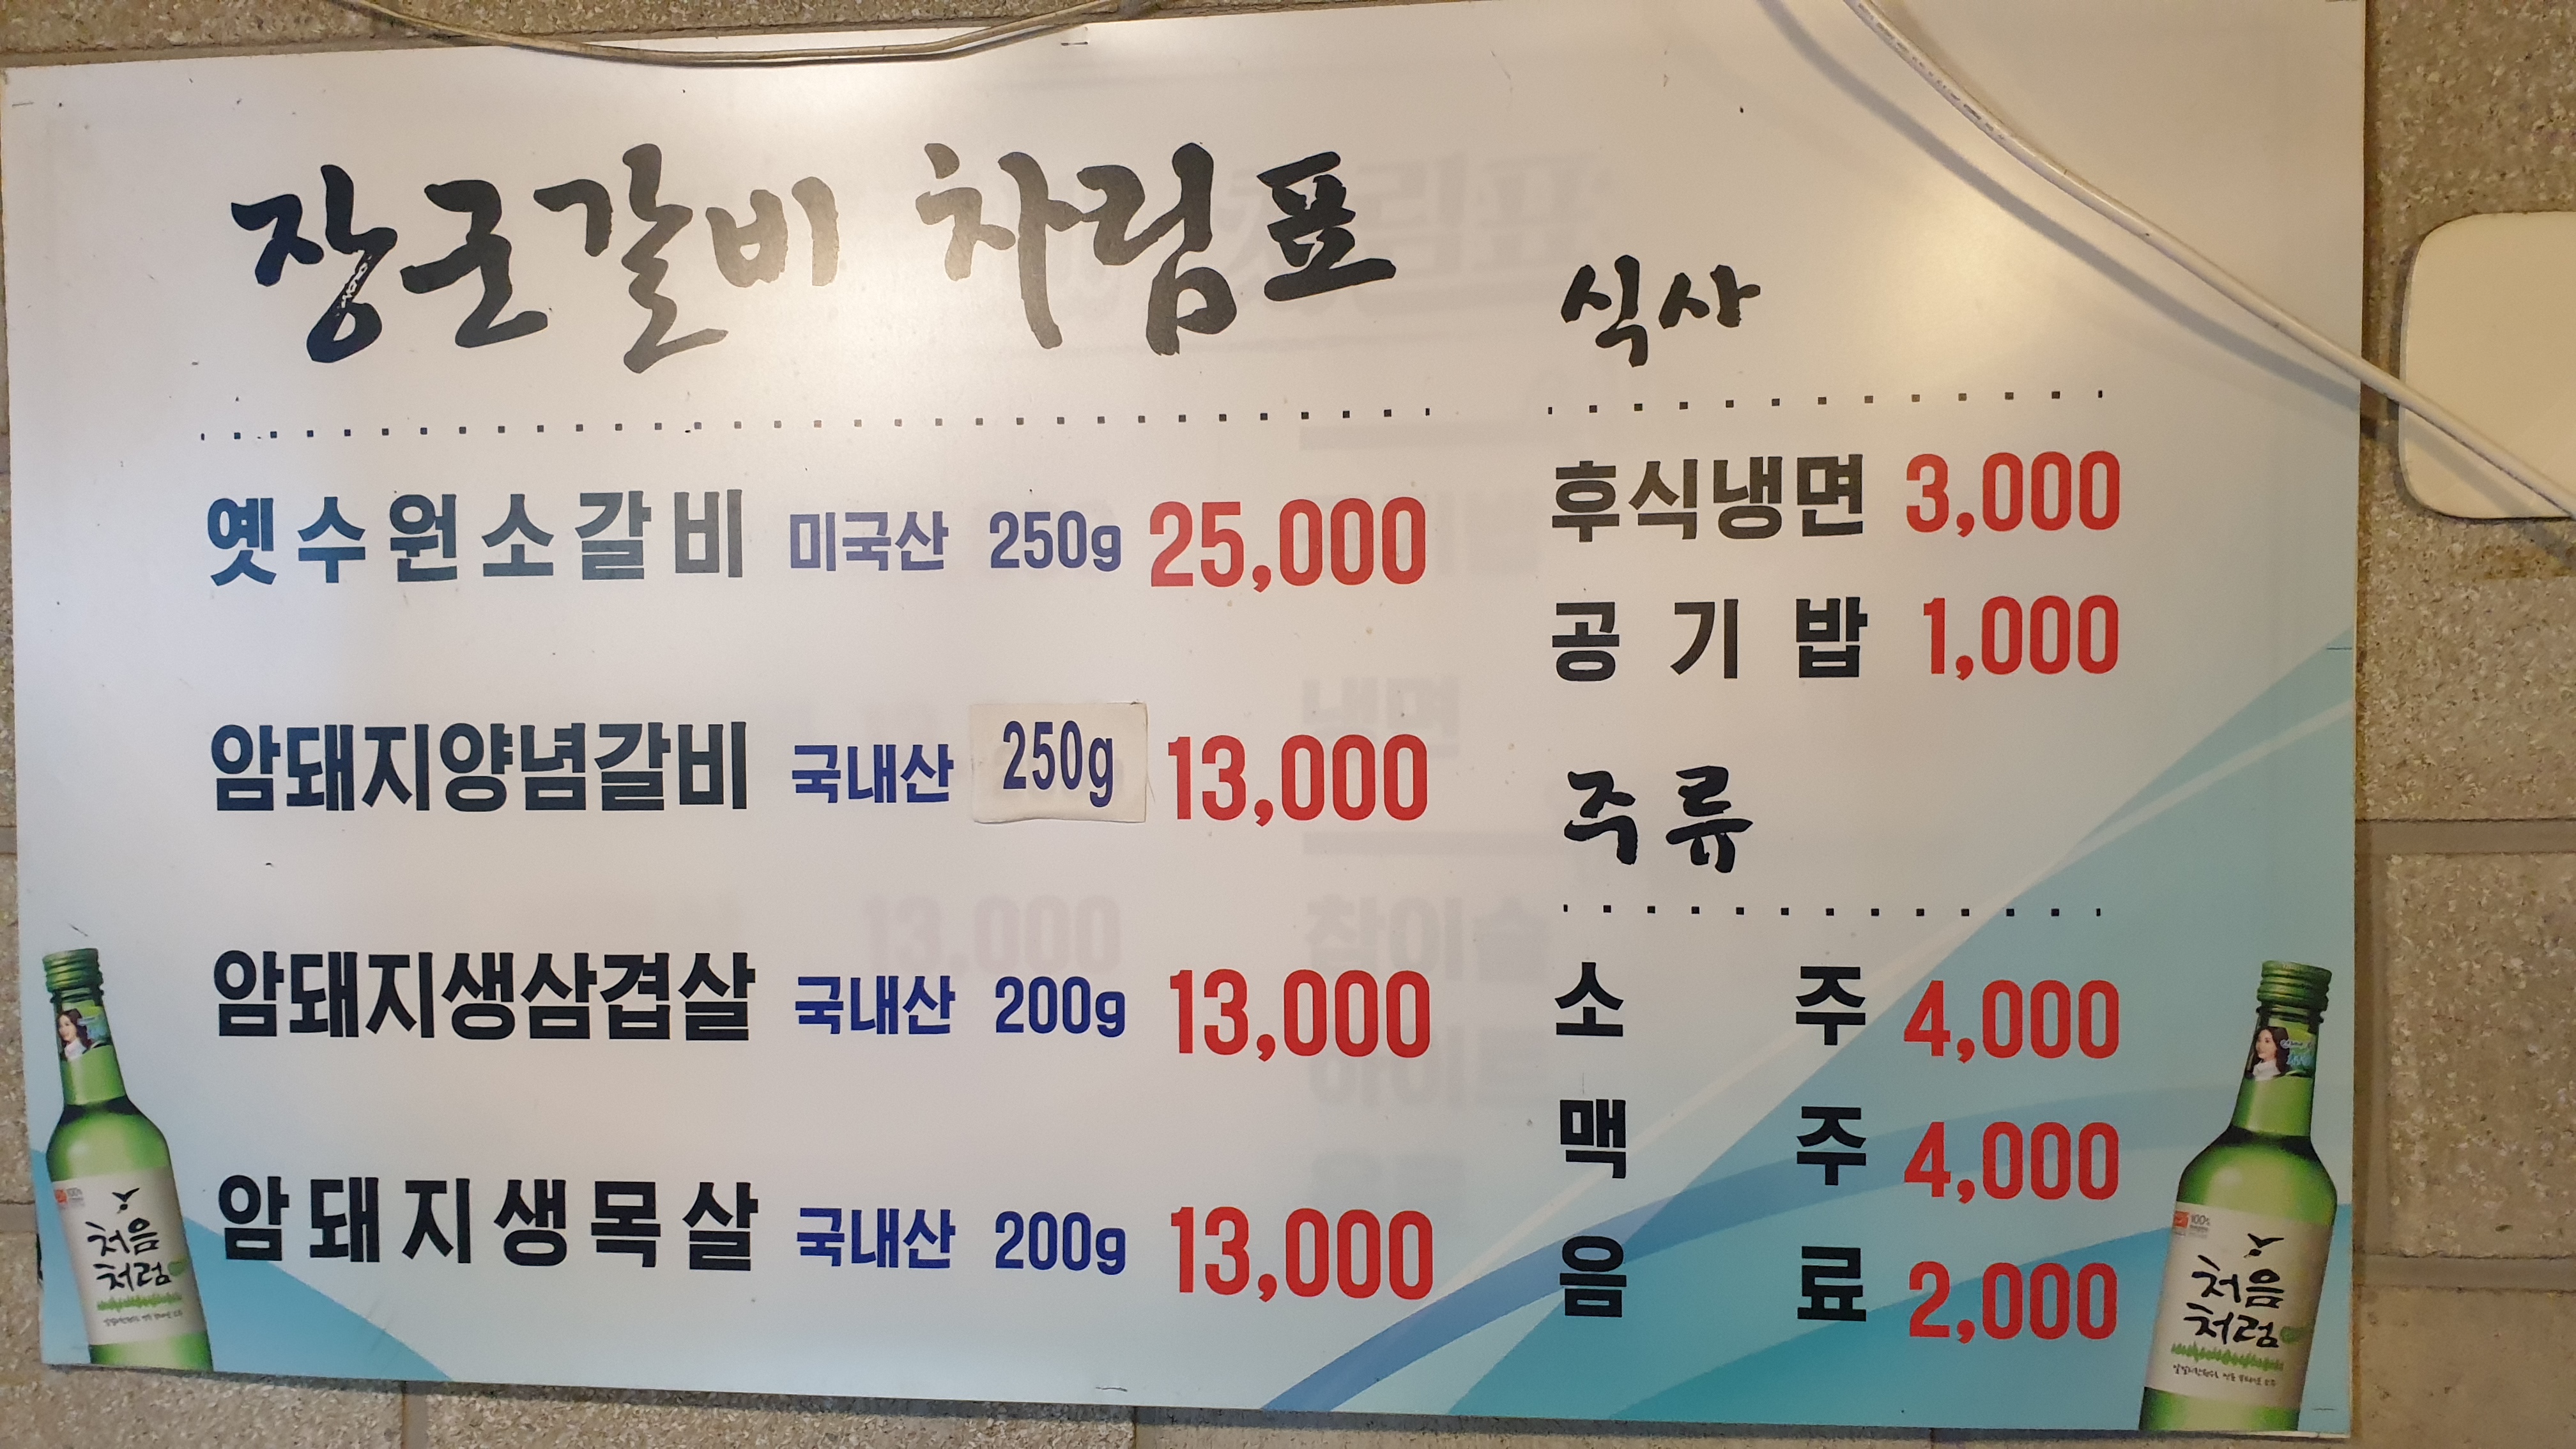 장군갈비 차림표
옛수원소갈비 미국산 250g 25,000
암돼지양념갈비 국내산 250g 13,000
암돼지생삼겹살 국내산 200g 13,000
암돼지생목살 국내산 200g 13,000
식사
후식냉면 3,000
공기밥 1,000
주류
소주 4,000
맥주 4,000
음료 2,000
처음
처럼
처음
처럼